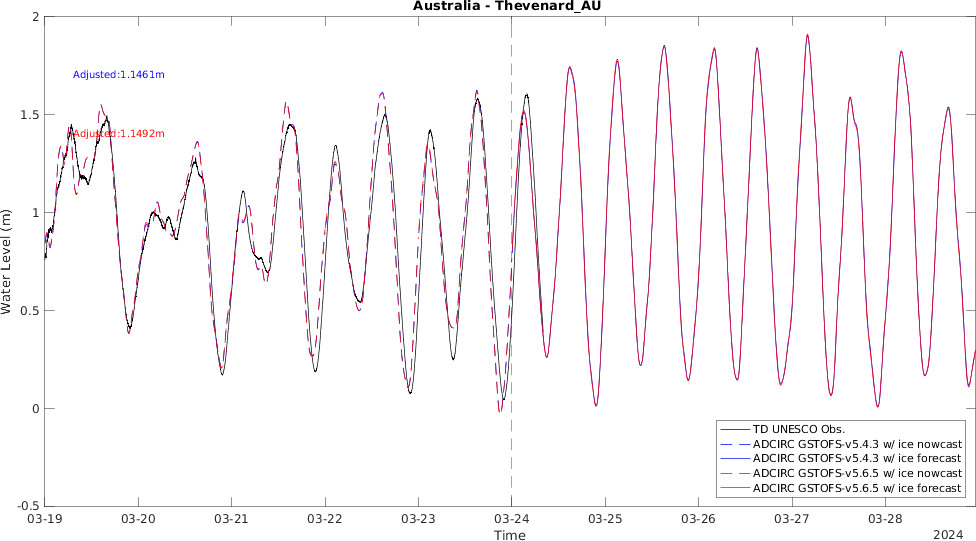 Australia - Thevenard_AU
2
Adjusted:1.1461m
1.5
Adjusted:1.1492m
1
Water Level (m)
0.5
0
-0.5
TD UNESCO Obs.
ADCIRC GSTOFS-v5.4.3 w/ ice nowcast
ADCIRC GSTOFS-v5.4.3 w/ ice forecast
ADCIRC GSTOFS-v5.6.5 w/ ice nowcast
ADCIRC GSTOFS-v5.6.5 w/ ice forecast
03-19 03-20 03-21 03-22 03-23 03-24 03-25 03-26 03-27 03-28
Time
2024